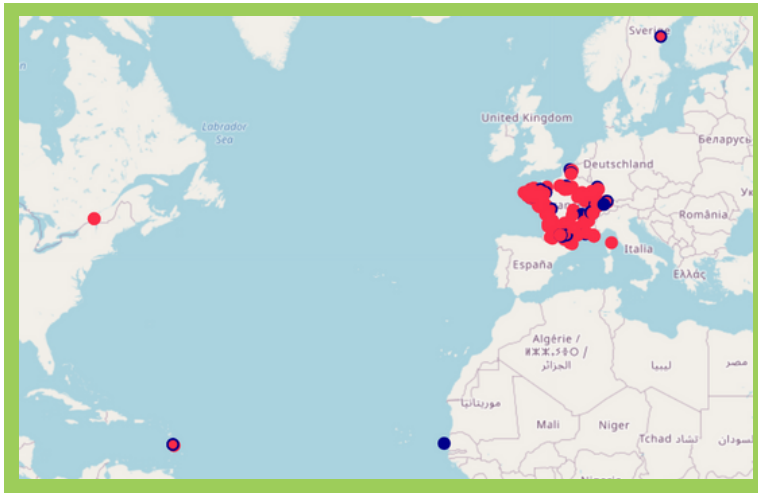 Sverige
Labrador
Sea
United Kingdom
Беларусь
Deutschland
România
Italia
España
Ελλάς
Algérie /
ⵍⵣⵣⴰⵢⴻⵔ /
الجزائر
ليبيا
مصر
موريتانيا
Mali
Niger
Tchad تشاد
السودان